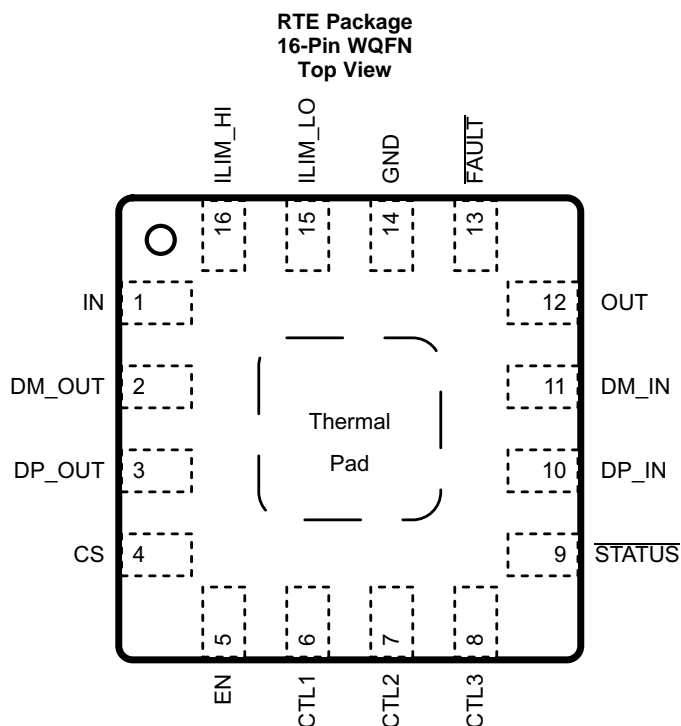 RTE Package
16-Pin WQFN
Top View
ILIM_HI
ILIM_LO
GND
FAULT
16
15
14
13
IN 1
12 OUT
DM_OUT 2
11 DM_IN
Thermal
Pad
DP_OUT 3
10 DP_IN
CS 4
9 STATUS
5
6
7
8
EN
CTL1
CTL2
CTL3